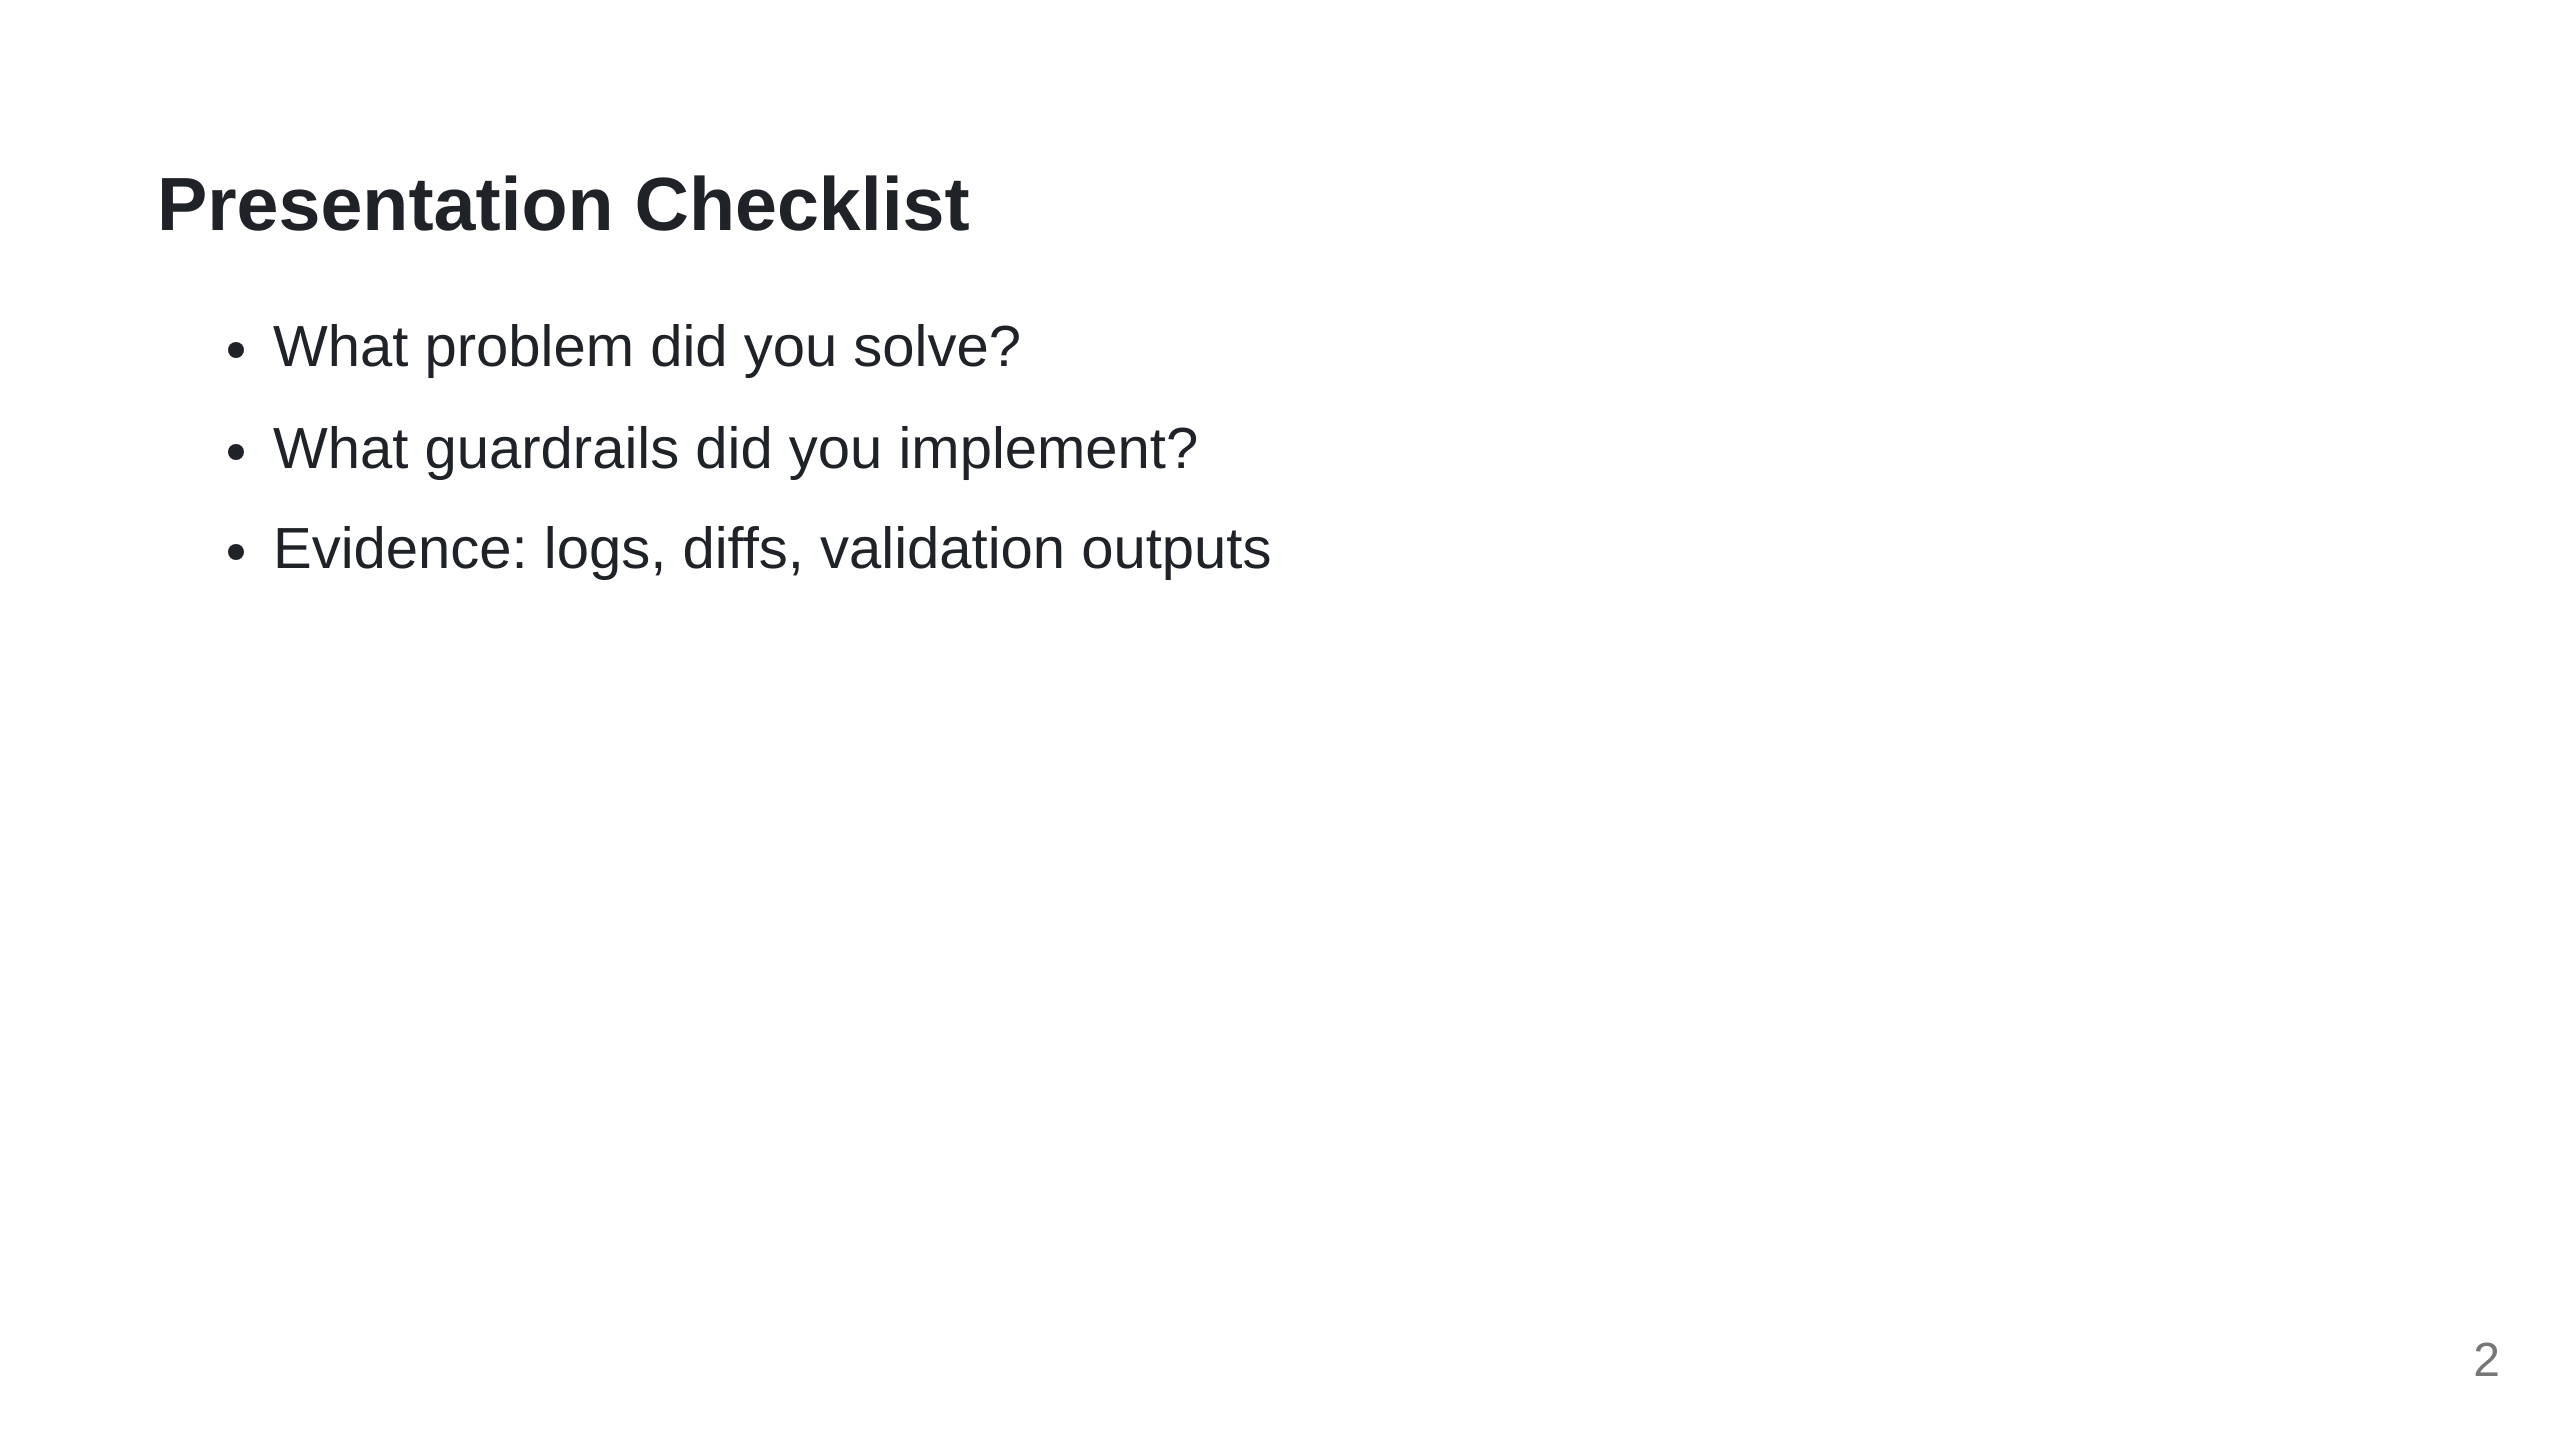 Presentation Checklist
• What problem did you solve?
• What guardrails did you implement?
• Evidence: logs, diffs, validation outputs
2